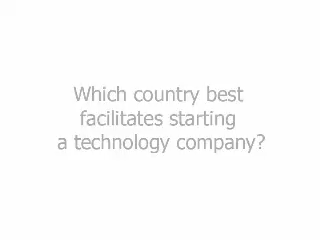 Which country best
facilitates starting
a technology company?